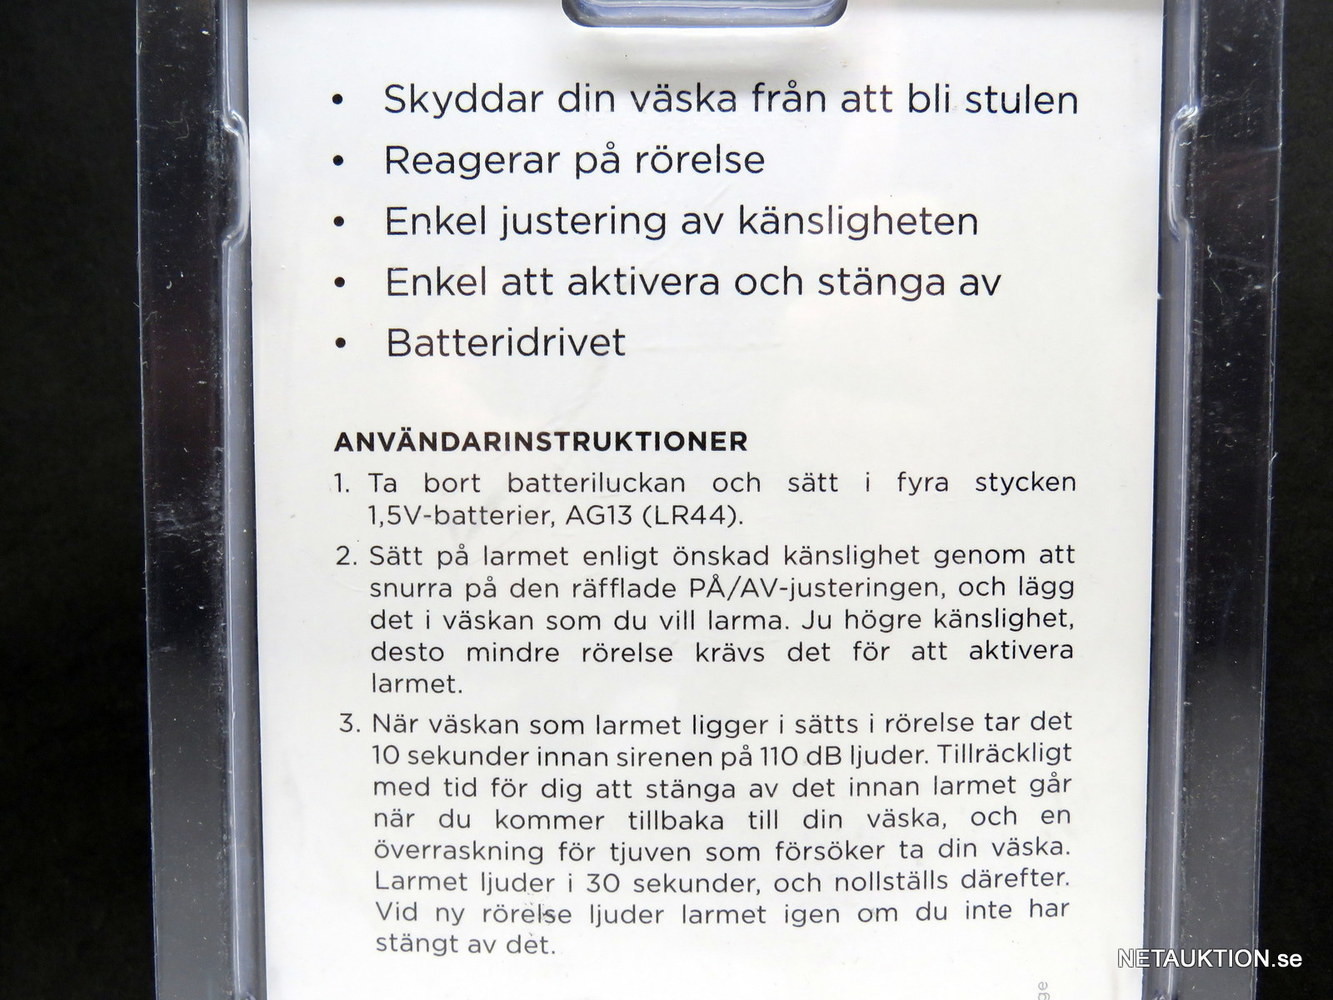 • Skyddar din väska från att bli stulen
• Reagerar på rörelse
• Enkel justering av känsligheten
• Enkel att aktivera och stänga av
• Batteridrivet
ANVÄNDARINSTRUKTIONER
1. Ta bort batteriluckan och sätt i fyra stycken
1,5V-batterier, AG13 (LR44).
2. Sätt på larmet enligt önskad känslighet genom att
snurra på den räfflade PÅ/AV-justeringen, och lägg
det i väskan som du vill larma. Ju högre känslighet,
desto mindre rörelse krävs det för att aktivera
larmet.
3. När väskan som larmet ligger i sätts i rörelse tar det
10 sekunder innan sirenen på 110 dB ljuder. Tillräckligt
med tid för dig att stänga av det innan larmet går
när du kommer tillbaka till din väska, och en
överraskning för tjuven som försöker ta din väska.
Larmet ljuder i 30 sekunder, och nollställs därefter.
Vid ny rörelse ljuder larmet igen om du inte har
stängt av det.
NETAUKTION.se